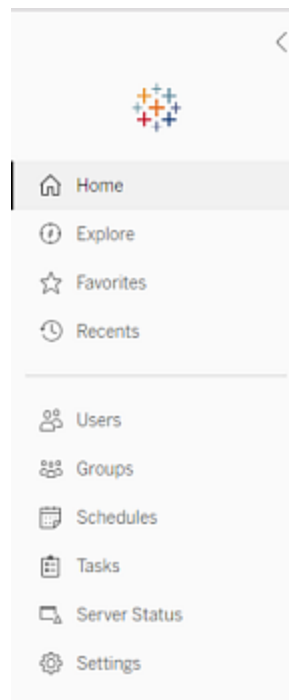 Home
Explore
Favorites
Recents
Users
Groups
Schedules
Tasks
Server Status
Settings